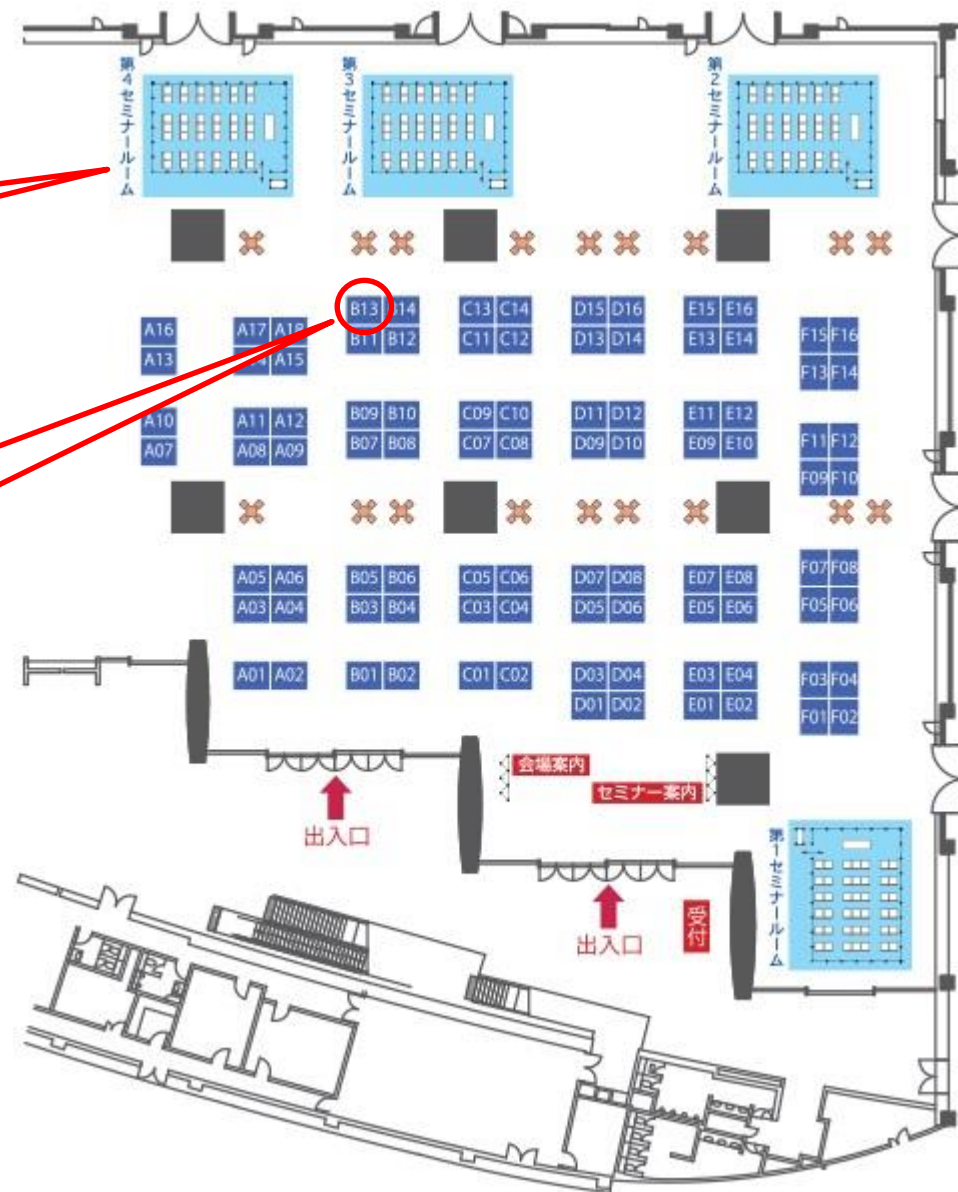 第4セミナールーム
第3セミナールーム
第2セミナールーム
B13 B14 C13 C14 D15 D16 E15 E16
A16 A17 A18 B11 B12 C11 C12 D13 D14 E13 E14 F15 F16
A13 A15 F13 F14
A10 A11 A12 B09 B10 C09 C10 D11 D12 E11 E12
A07 A08 A09 B07 B08 C07 C08 D09 D10 E09 E10 F11 F12
F09 F10
A05 A06 B05 B06 C05 C06 D07 D08 E07 E08 F07 F08
A03 A04 B03 B04 C03 C04 D05 D06 E05 E06 F05 F06
A01 A02 B01 B02 C01 C02 D03 D04 E03 E04 F03 F04
D01 D02 E01 E02 F01 F02
会場案内
セミナー案内
出入口
第1セミナールーム
受付
出入口